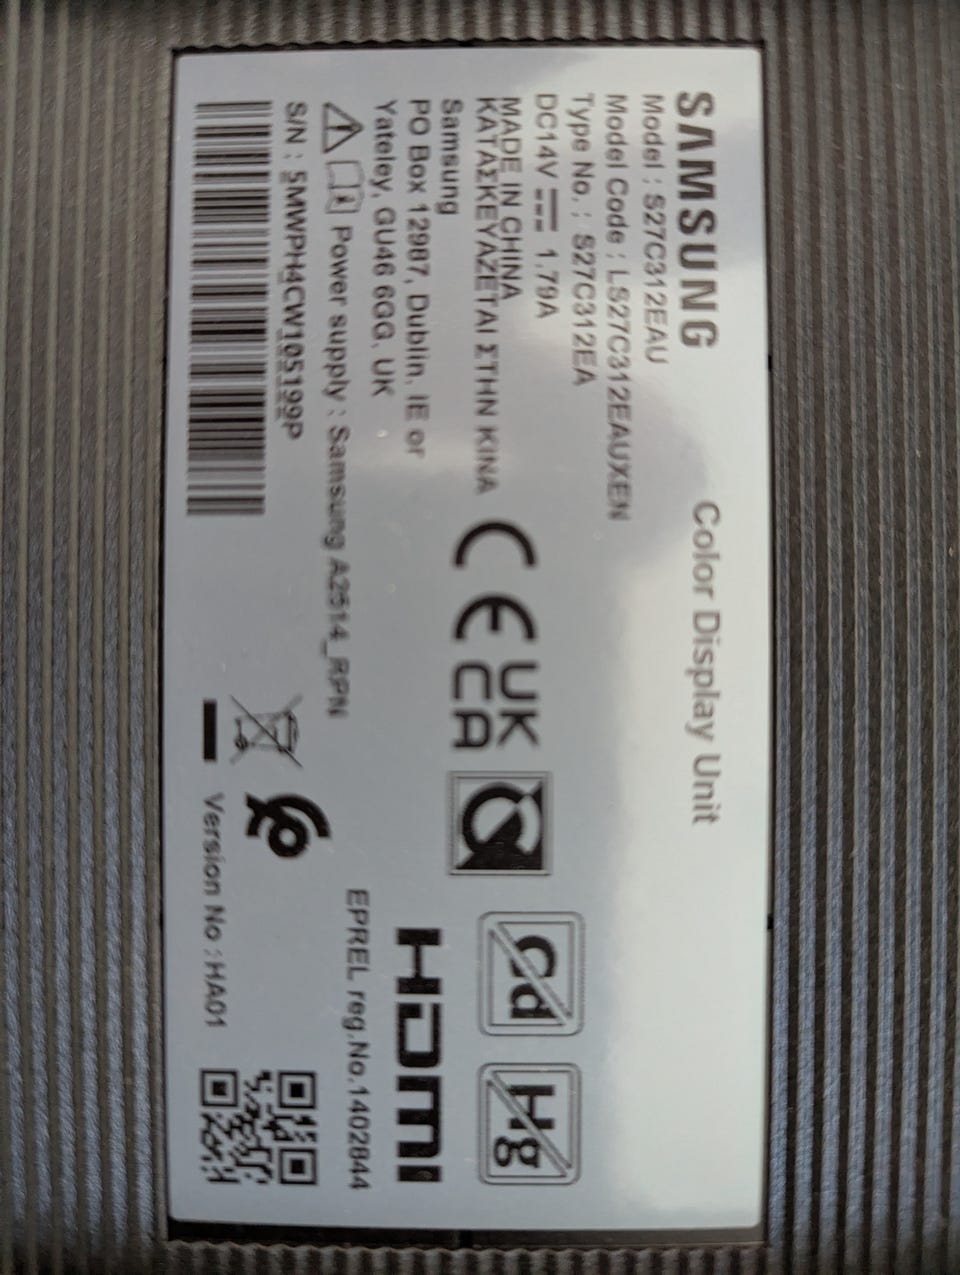 SAMSUNG
Color Display Unit
Model : S27C312EAU
Model Code : LS27C312EAUXEN
Type No. : S27C312EA
DC14V ⎓ 1.79A
MADE IN CHINA
ΚΑΤΑΣΚΕΥΑΖΕΤΑΙ ΣΤΗΝ ΚΙΝΑ
Samsung
PO Box 12987, Dublin. IE or
Yateley, GU46 6GG. UK
Power supply : Samsung A2514_RPN
S/N : 5MWPH4CW105199P
CE
UK
CA
Cd
Hg
HDMI
EPREL reg.No.1402844
Version No :HA01